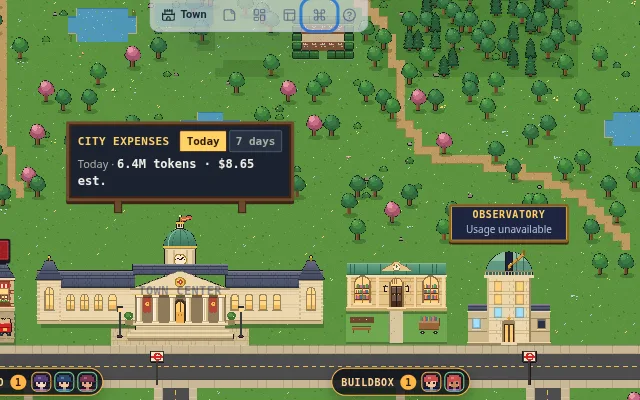 Town
CITY EXPENSES Today 7 days
Today · 6.4M tokens · $8.65
est.
OBSERVATORY
Usage unavailable
TOWN CENTER
1
BUILDBOX 1